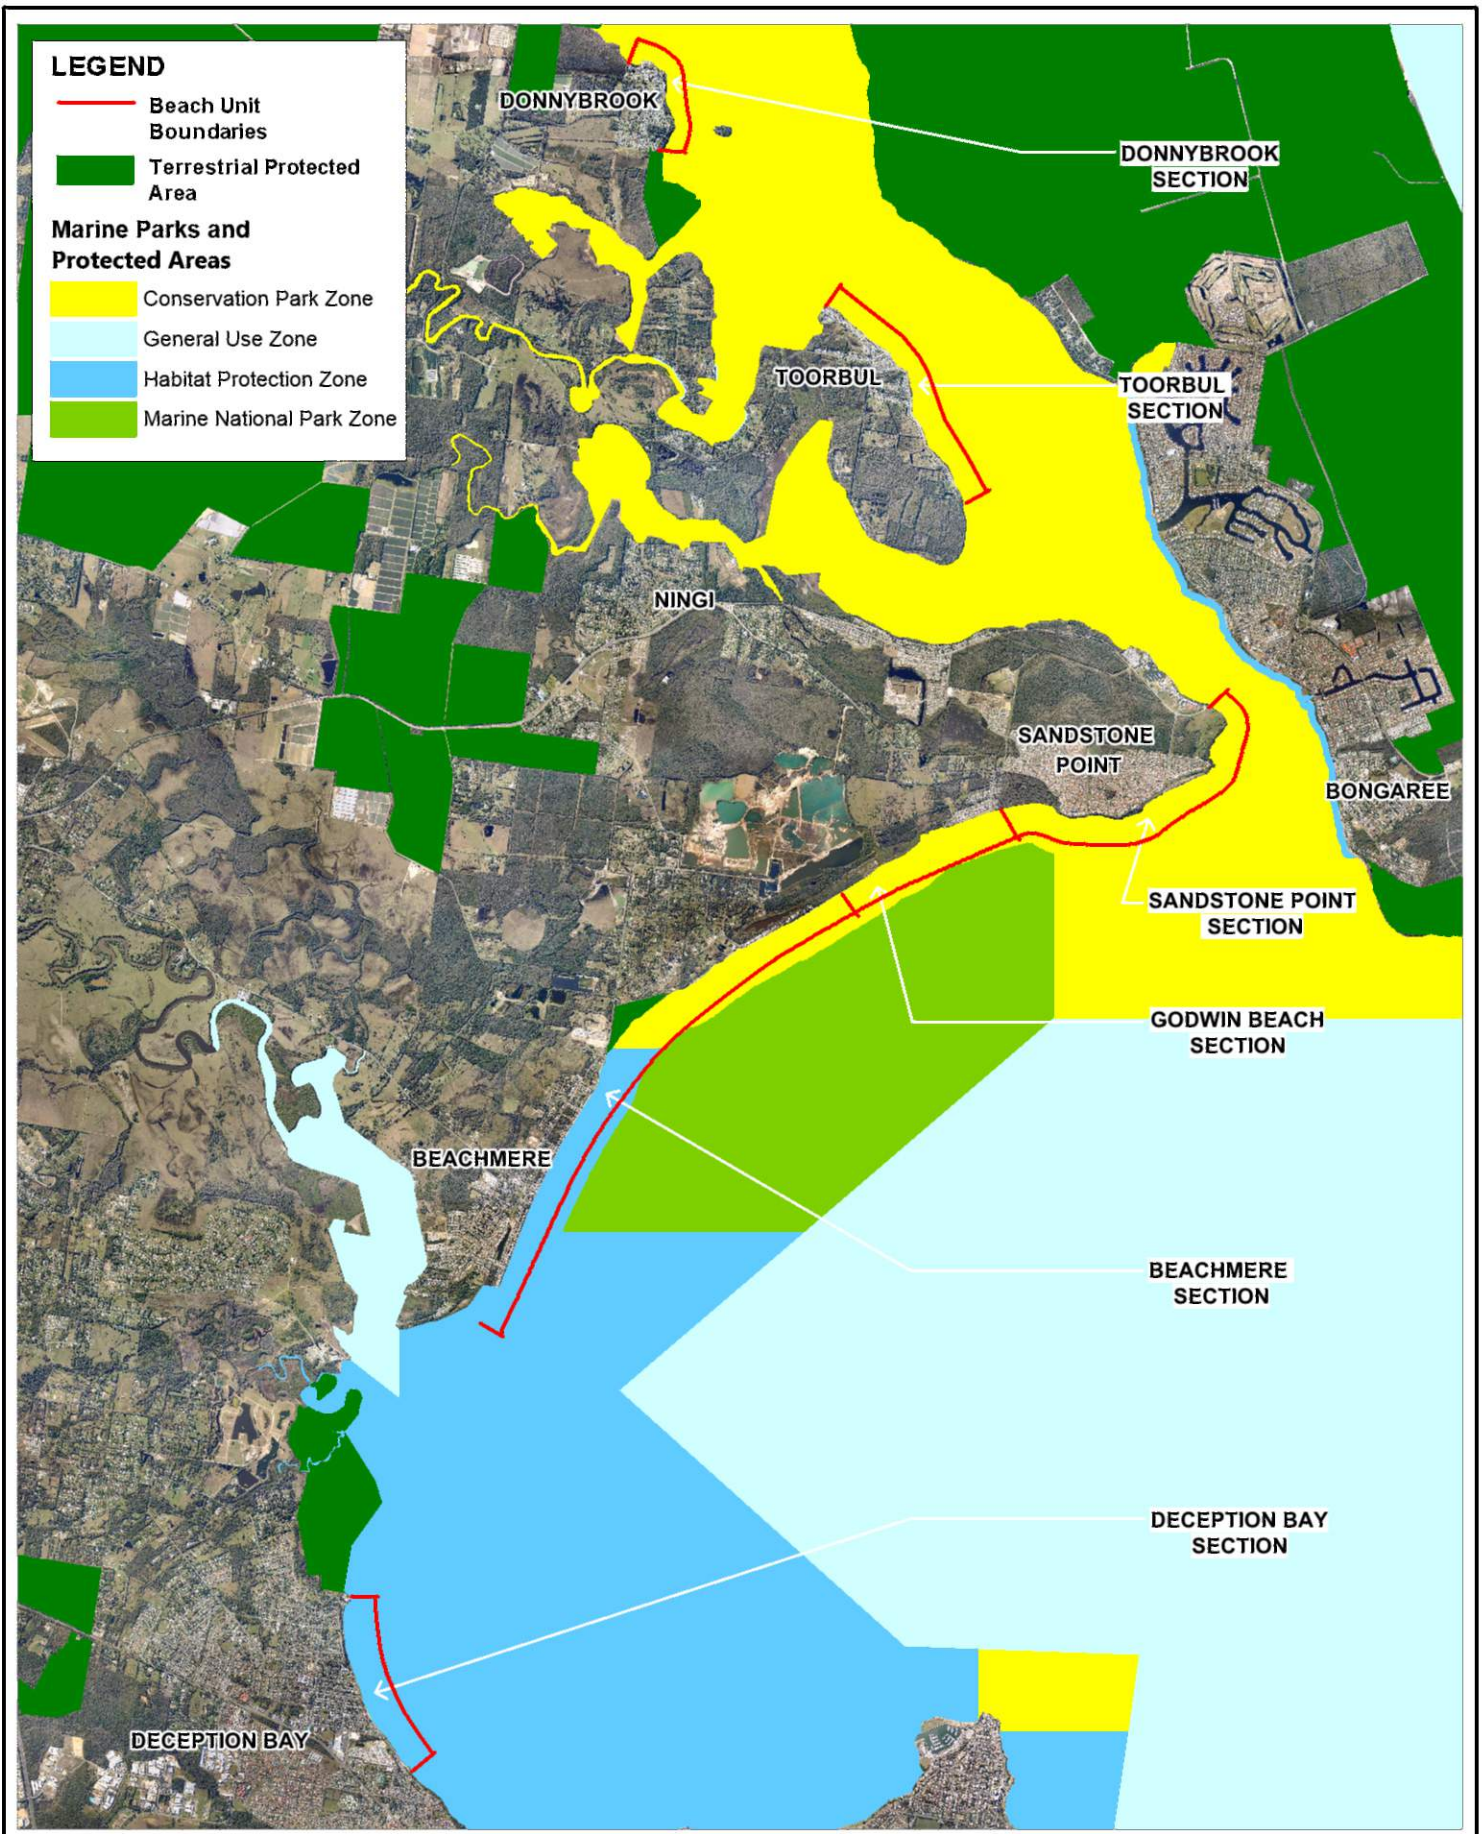 LEGEND
Beach Unit
Boundaries
Terrestrial Protected
Area
Marine Parks and
Protected Areas
Conservation Park Zone
General Use Zone
Habitat Protection Zone
Marine National Park Zone
DONNYBROOK
DONNYBROOK
SECTION
TOORBUL
TOORBUL
SECTION
NINGI
SANDSTONE
POINT
BONGAREE
SANDSTONE POINT
SECTION
GODWIN BEACH
SECTION
BEACHMERE
BEACHMERE
SECTION
DECEPTION BAY
SECTION
DECEPTION BAY